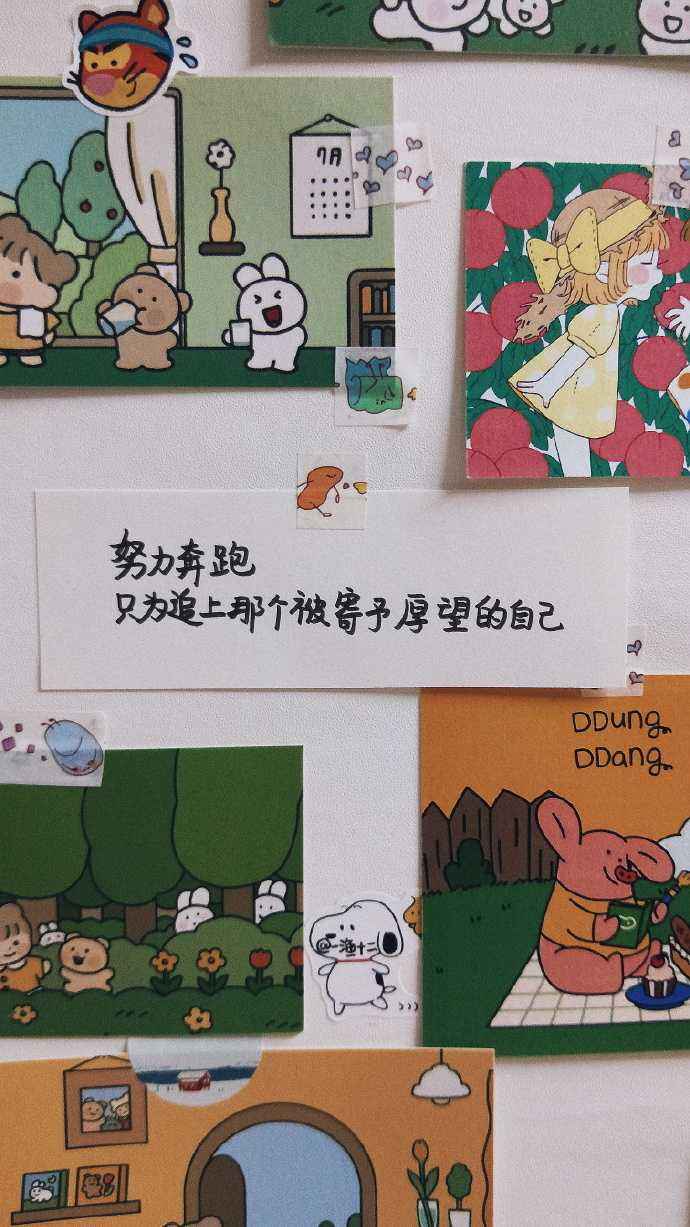 7月
努力奔跑
只为追上那个被寄予厚望的自己
DDung
DDang
@一渔十二